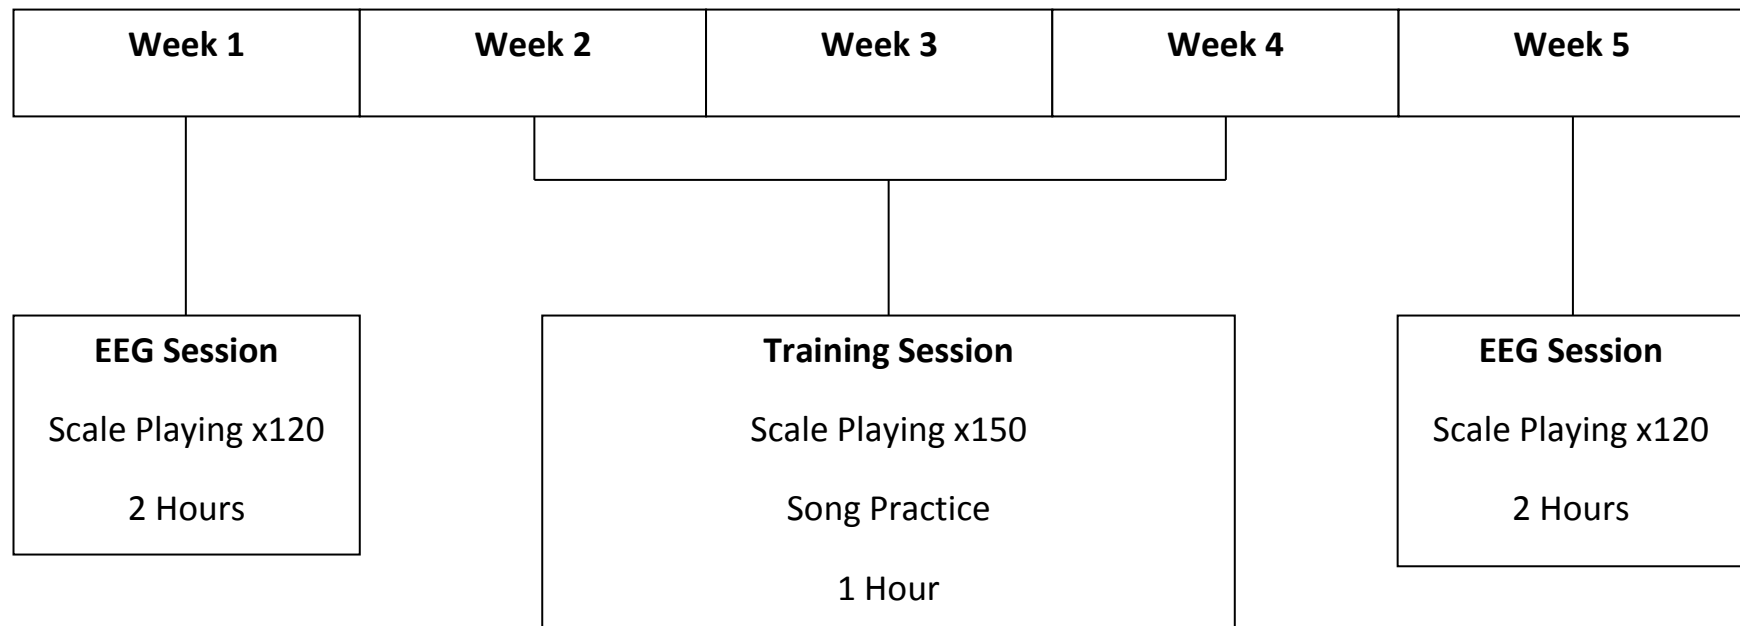 Week 1
Week 2
Week 3
Week 4
Week 5
EEG Session
Scale Playing x120
2 Hours
Training Session
Scale Playing x150
Song Practice
1 Hour
EEG Session
Scale Playing x120
2 Hours